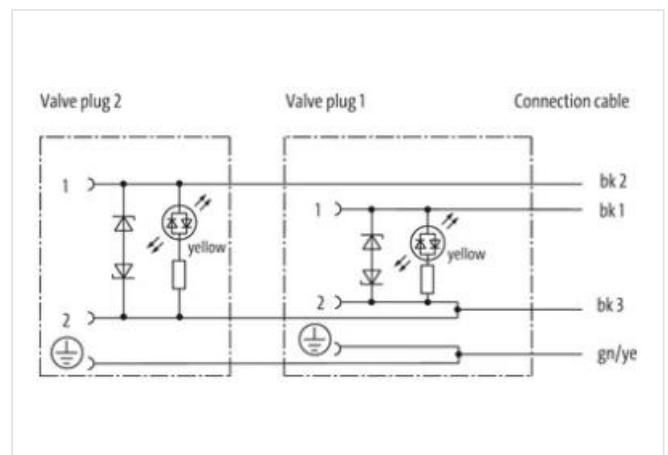 Valve plug 2
Valve plug 1
Connection cable
1
bk 2
1
bk 1
yellow
yellow
2
bk 3
2
gn/ye